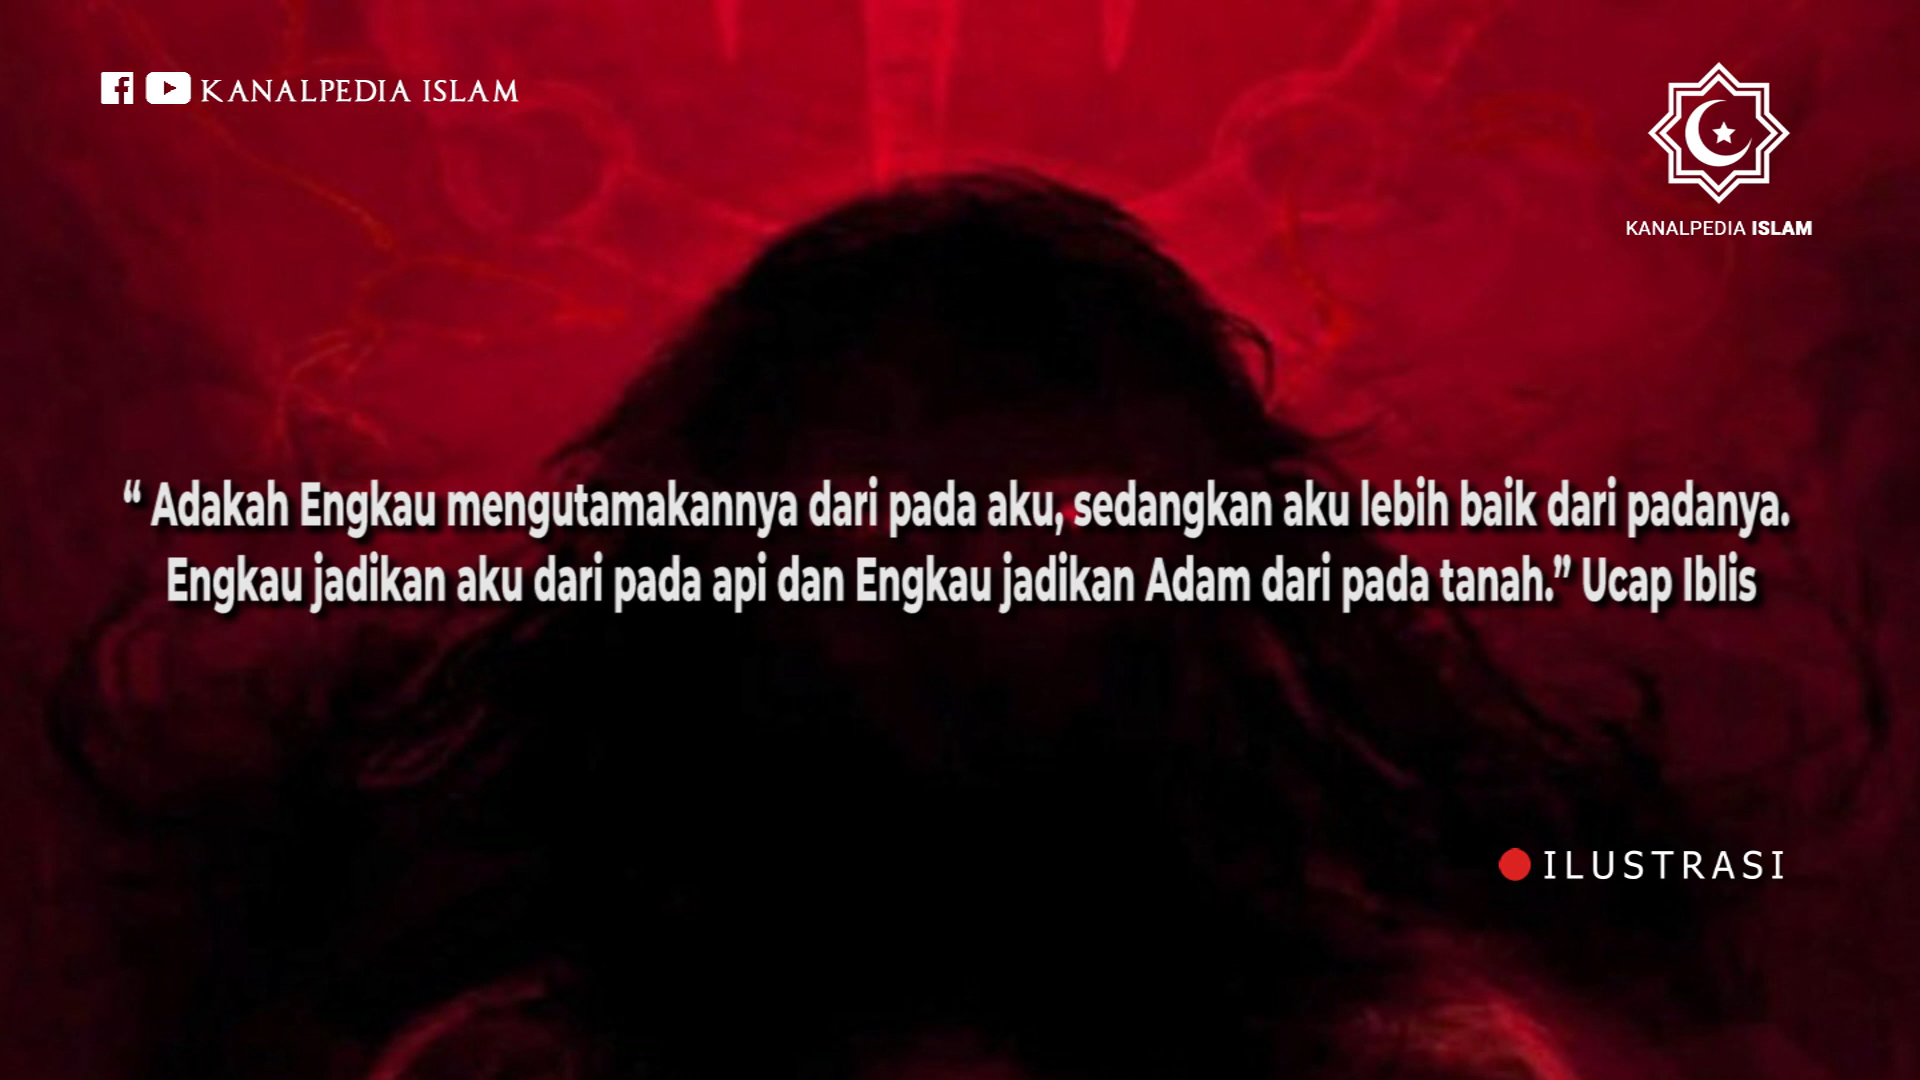 KANALPEDIA ISLAM
KANALPEDIA ISLAM
“ Adakah Engkau mengutamakannya dari pada aku, sedangkan aku lebih baik dari padanya.
Engkau jadikan aku dari pada api dan Engkau jadikan Adam dari pada tanah.” Ucap Iblis
ILUSTRASI